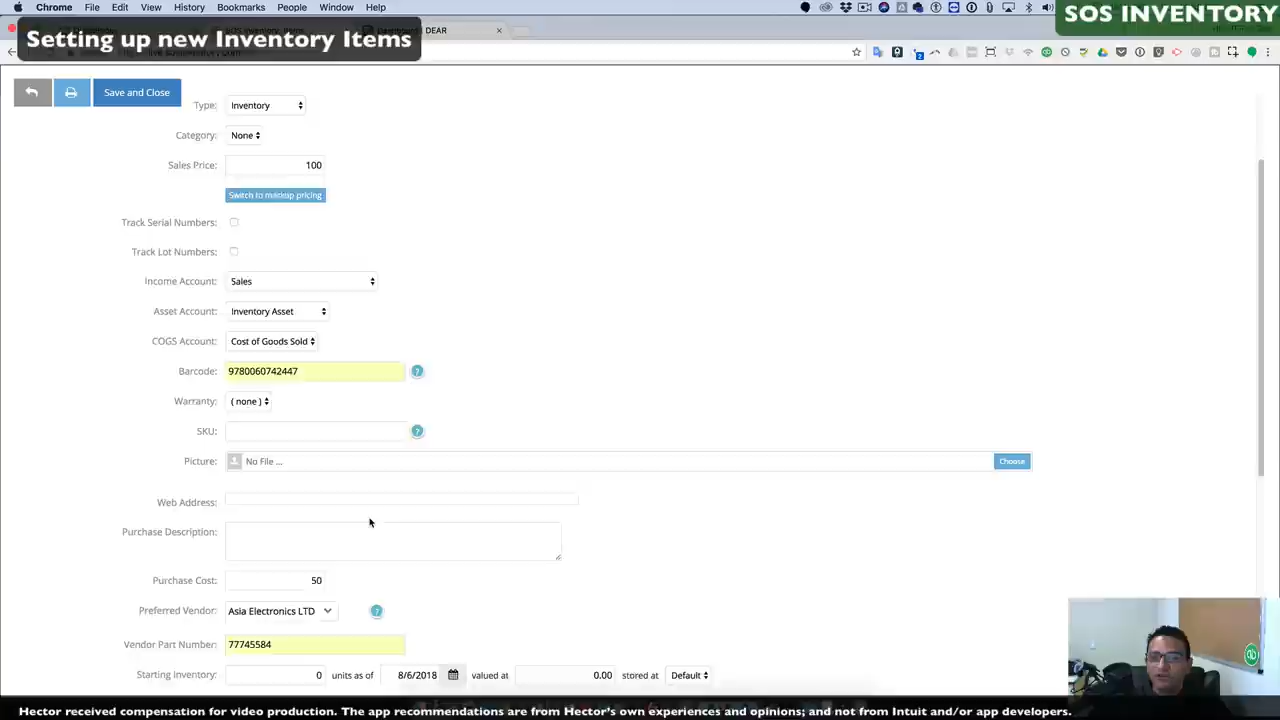 Chrome File Edit View History Bookmarks People Window Help
SOS INVENTORY
Setting up new Inventory Items
DEAR
Save and Close
Type: Inventory
Category: None
Sales Price: 100
Switch to markup pricing
Track Serial Numbers:
Track Lot Numbers:
Income Account: Sales
Asset Account: Inventory Asset
COGS Account: Cost of Goods Sold
Barcode: 9780060742447 ?
Warranty: ( none )
SKU: ?
Picture: No File ... Choose
Web Address:
Purchase Description:
Purchase Cost: 50
Preferred Vendor: Asia Electronics LTD ?
Vendor Part Number: 77745584
Starting Inventory: 0 units as of 8/6/2018 valued at 0.00 stored at Default
Hector received compensation for video production. The app recommendations are from Hector's own experiences and opinions; and not from Intuit and/or app developers.